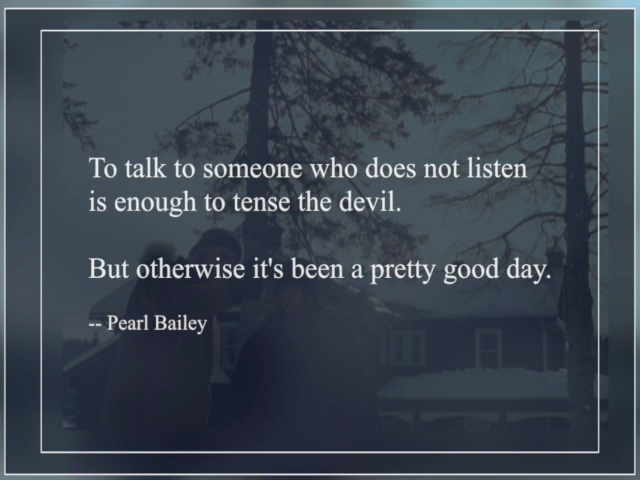 To talk to someone who does not listen
is enough to tense the devil.
But otherwise it's been a pretty good day.
-- Pearl Bailey